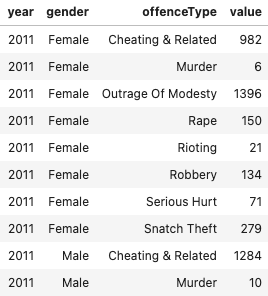 year gender offenceType value
2011 Female Cheating & Related 982
2011 Female Murder 6
2011 Female Outrage Of Modesty 1396
2011 Female Rape 150
2011 Female Rioting 21
2011 Female Robbery 134
2011 Female Serious Hurt 71
2011 Female Snatch Theft 279
2011 Male Cheating & Related 1284
2011 Male Murder 10